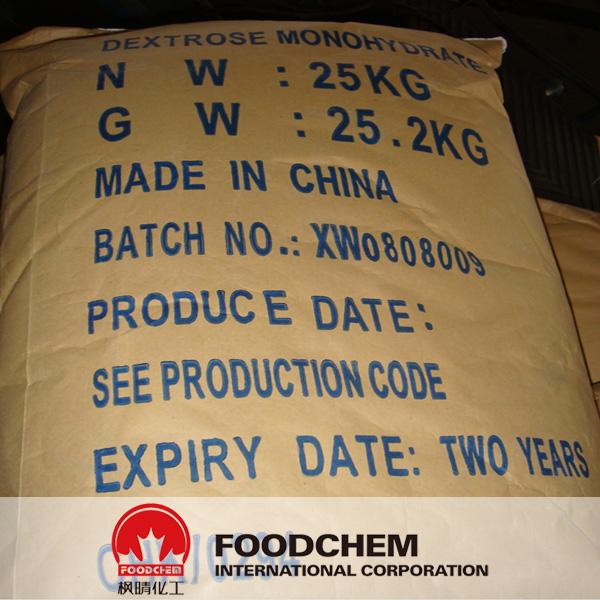 DEXTROSE MONOHYDRATE
N W : 25KG
G W : 25.2KG
MADE IN CHINA
BATCH NO.: XW0808009
PRODUCE DATE:
SEE PRODUCTION CODE
EXPIRY DATE: TWO YEARS
FOODCHEM
枫晴化工
FOODCHEM
INTERNATIONAL CORPORATION